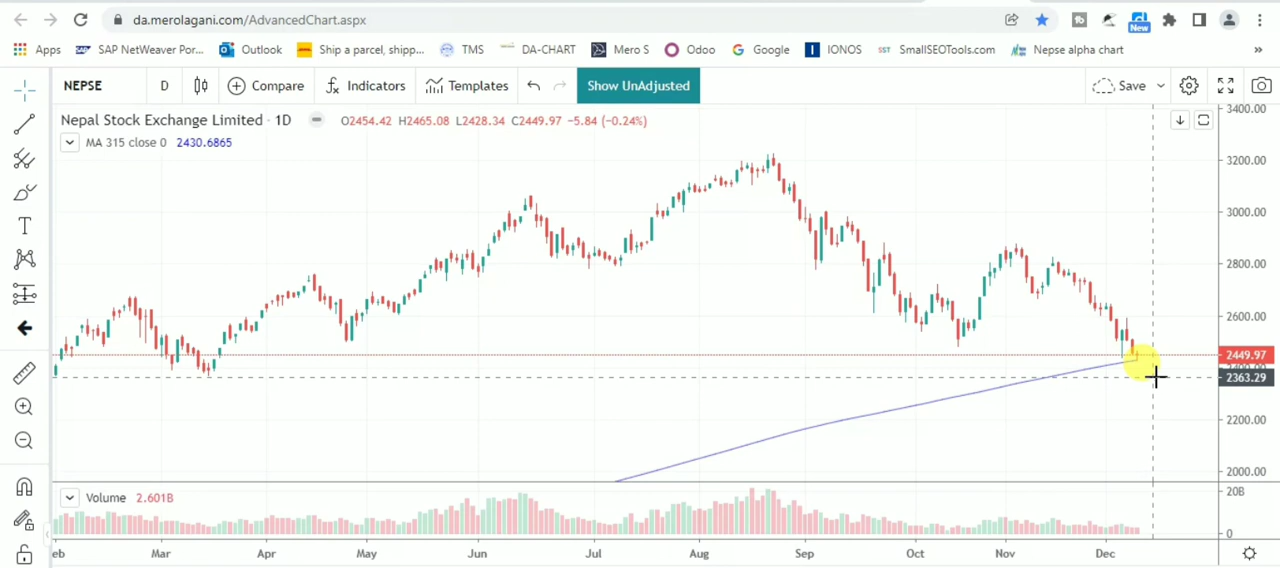 da.merolagani.com/AdvancedChart.aspx
New
Apps SAP NetWeaver Por... Outlook Ship a parcel, shipp... TMS DA-CHART Mero S Odoo Google IONOS SST SmallSEOTools.com Nepse alpha chart »
NEPSE D Compare Indicators Templates Show UnAdjusted Save
Nepal Stock Exchange Limited · 1D O2454.42 H2465.08 L2428.34 C2449.97 −5.84 (−0.24%)
MA 315 close 0 2430.6865
3400.00
3200.00
3000.00
2800.00
2600.00
2449.97
2363.29
2200.00
2000.00
Volume 2.601B
20B
0
eb Mar Apr May Jun Jul Aug Sep Oct Nov Dec